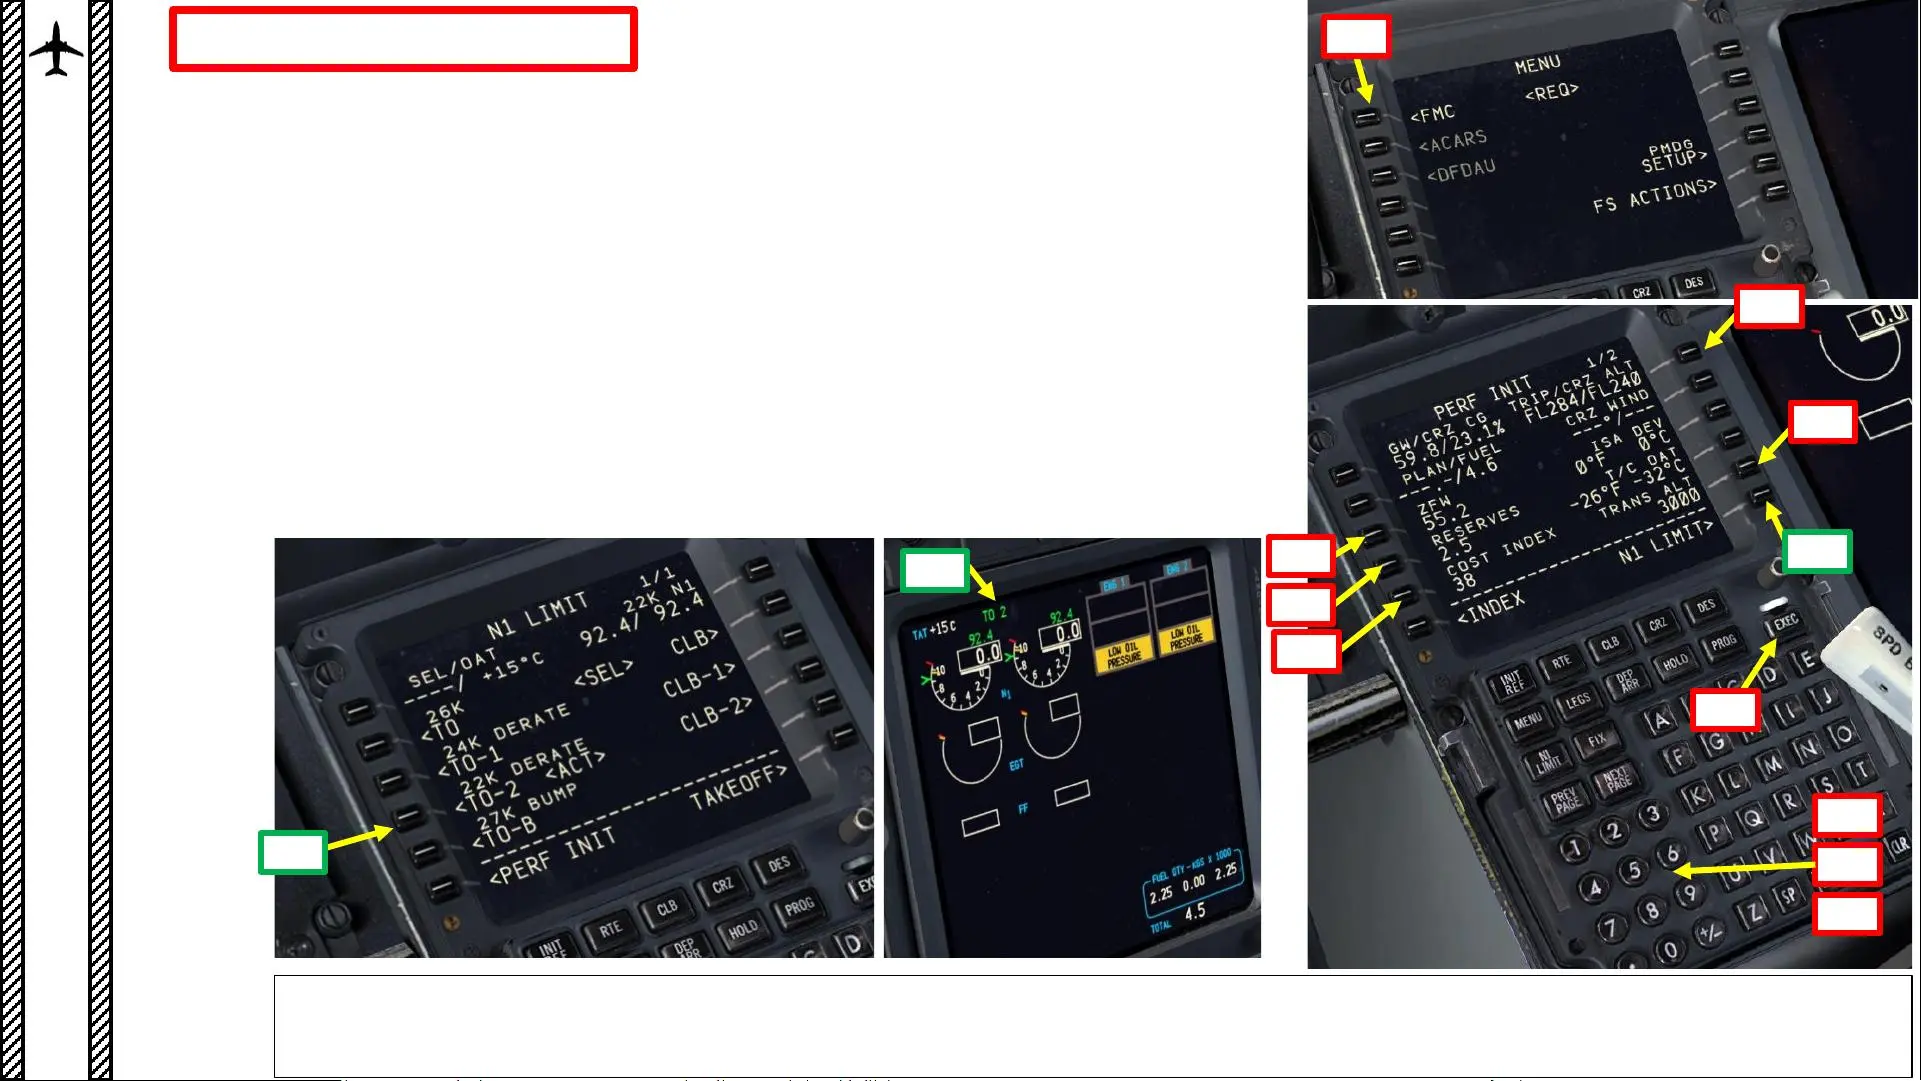 MENU
<REQ>
<FMC
<ACARS
<DFDAU
PMDG
SETUP>
FS ACTIONS>
CRZ
DES
0.0
PERF INIT
1/2
GW/CRZ CG
TRIP/CRZ ALT
59.8/23.1%
FL284/FL240
PLAN/FUEL
CRZ WIND
---.-/4.6
---°/---
ZFW
ISA DEV
55.2
0°F
0°C
RESERVES
T/C OAT
2.5
-26°F
-32°C
COST INDEX
TRANS ALT
38
3000
<INDEX
N1 LIMIT>
INIT REF
RTE
CLB
CRZ
DES
MENU
LEGS
DEP ARR
HOLD
PROG
EXEC
N1 LIMIT
FIX
PREV PAGE
NEXT PAGE
A
D
E
F
G
I
J
K
L
M
N
O
P
Q
R
S
T
V
W
Z
SP
CLR
1
2
3
4
5
6
7
8
9
0
+/-
SPD
N1 LIMIT
1/1
SEL/OAT
22K N1
---/ +15°C
92.4/ 92.4
26K
<SEL>
CLB>
<TO
24K DERATE
CLB-1>
<TO-1
22K DERATE
CLB-2>
<TO-2
<ACT>
27K BUMP
<TO-B
<PERF INIT
TAKEOFF>
INIT REF
RTE
CLB
CRZ
DES
DEP ARR
HOLD
PROG
D
TAT +15C
TO 2
92.4
92.4
0.0
0.0
10
8
6
4
2
0
10
8
6
4
2
0
N1
EGT
FF
ENG 1
ENG 2
LOW OIL PRESSURE
LOW OIL PRESSURE
FUEL QTY -KGS X 1000
2.25 0.00 2.25
TOTAL 4.5